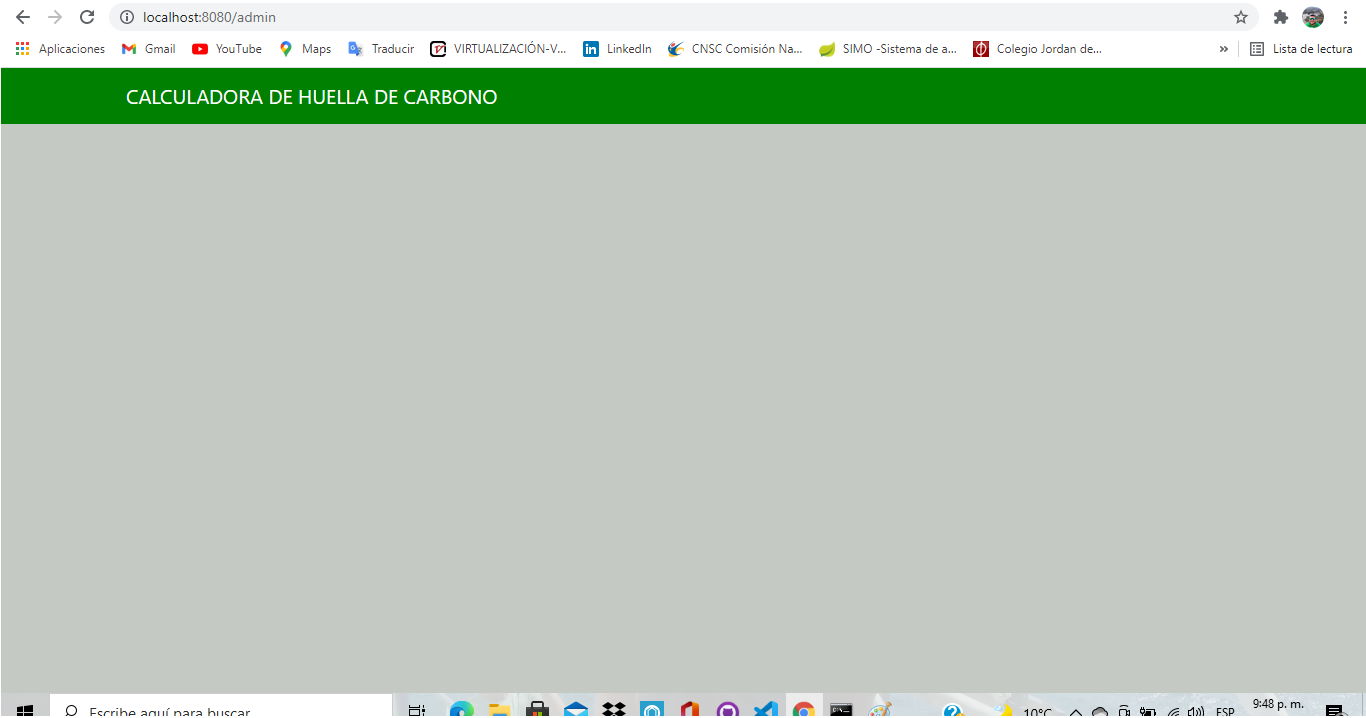 localhost:8080/admin
Aplicaciones Gmail YouTube Maps Traducir VIRTUALIZACIÓN-V... LinkedIn CNSC Comisión Na... SIMO -Sistema de a... Colegio Jordan de... » Lista de lectura
CALCULADORA DE HUELLA DE CARBONO
Escribe aquí para buscar 10°C ESP 9:48 p. m.